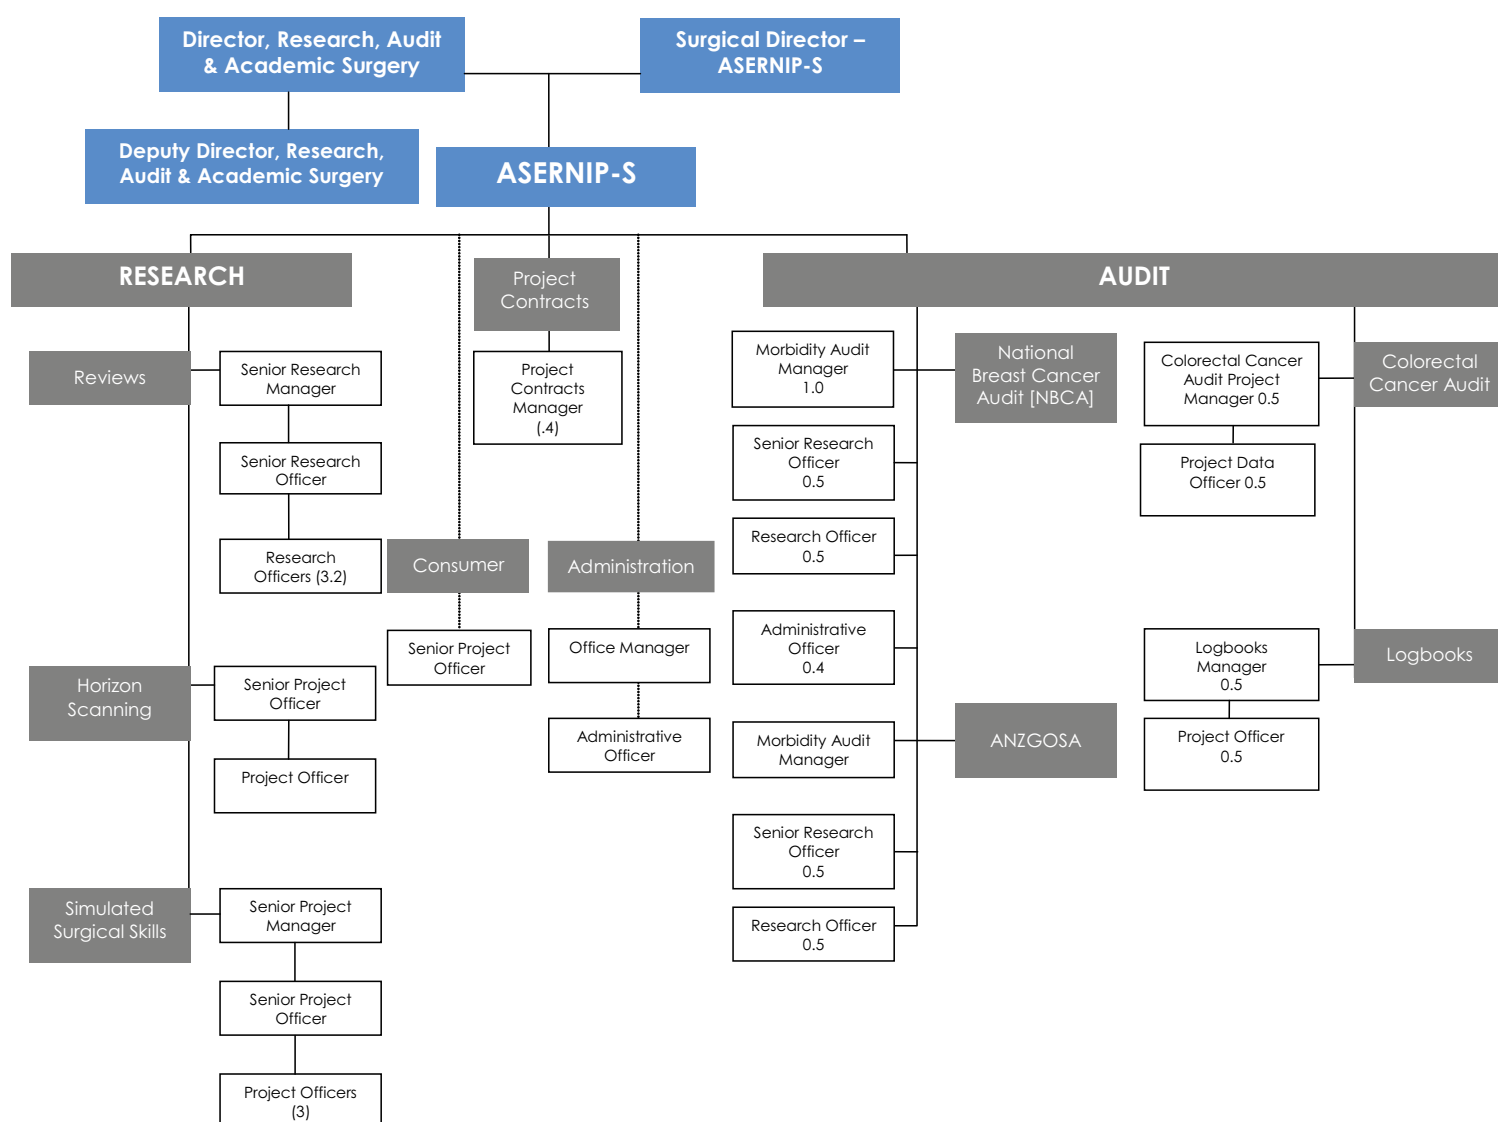 Director, Research, Audit
& Academic Surgery
Surgical Director –
ASERNIP-S
Deputy Director, Research,
Audit & Academic Surgery
ASERNIP-S
RESEARCH
Project
Contracts
AUDIT
Reviews
Senior Research
Manager
Senior Research
Officer
Research
Officers (3.2)
Horizon
Scanning
Senior Project
Officer
Project Officer
Simulated
Surgical Skills
Senior Project
Manager
Senior Project
Officer
Project Officers
(3)
Project
Contracts
Manager
(.4)
Consumer
Senior Project
Officer
Administration
Office Manager
Administrative
Officer
Morbidity Audit
Manager
1.0
National
Breast Cancer
Audit [NBCA]
Senior Research
Officer
0.5
Research Officer
0.5
Administrative
Officer
0.4
Morbidity Audit
Manager
ANZGOSA
Senior Research
Officer
0.5
Research Officer
0.5
Colorectal Cancer
Audit Project
Manager 0.5
Colorectal
Cancer Audit
Project Data
Officer 0.5
Logbooks
Manager
0.5
Logbooks
Project Officer
0.5